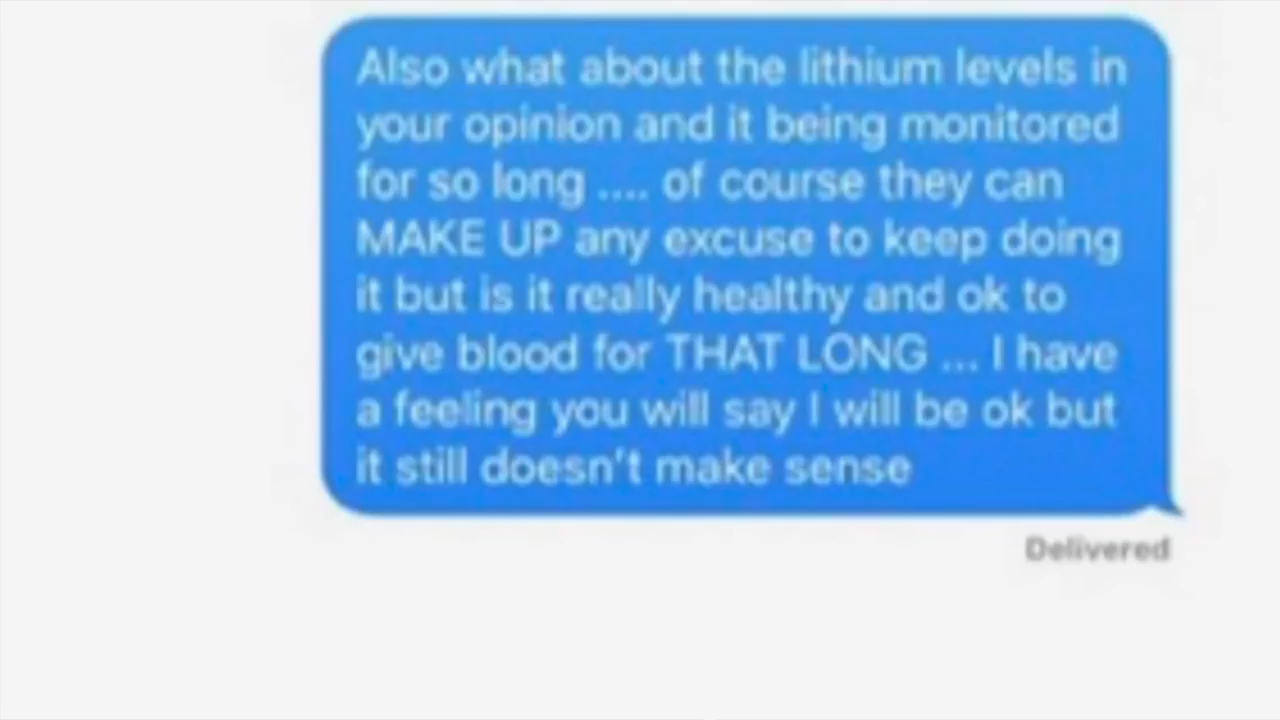 Also what about the lithium levels in
your opinion and it being monitored
for so long .... of course they can
MAKE UP any excuse to keep doing
it but is it really healthy and ok to
give blood for THAT LONG ... I have
a feeling you will say I will be ok but
it still doesn't make sense
Delivered